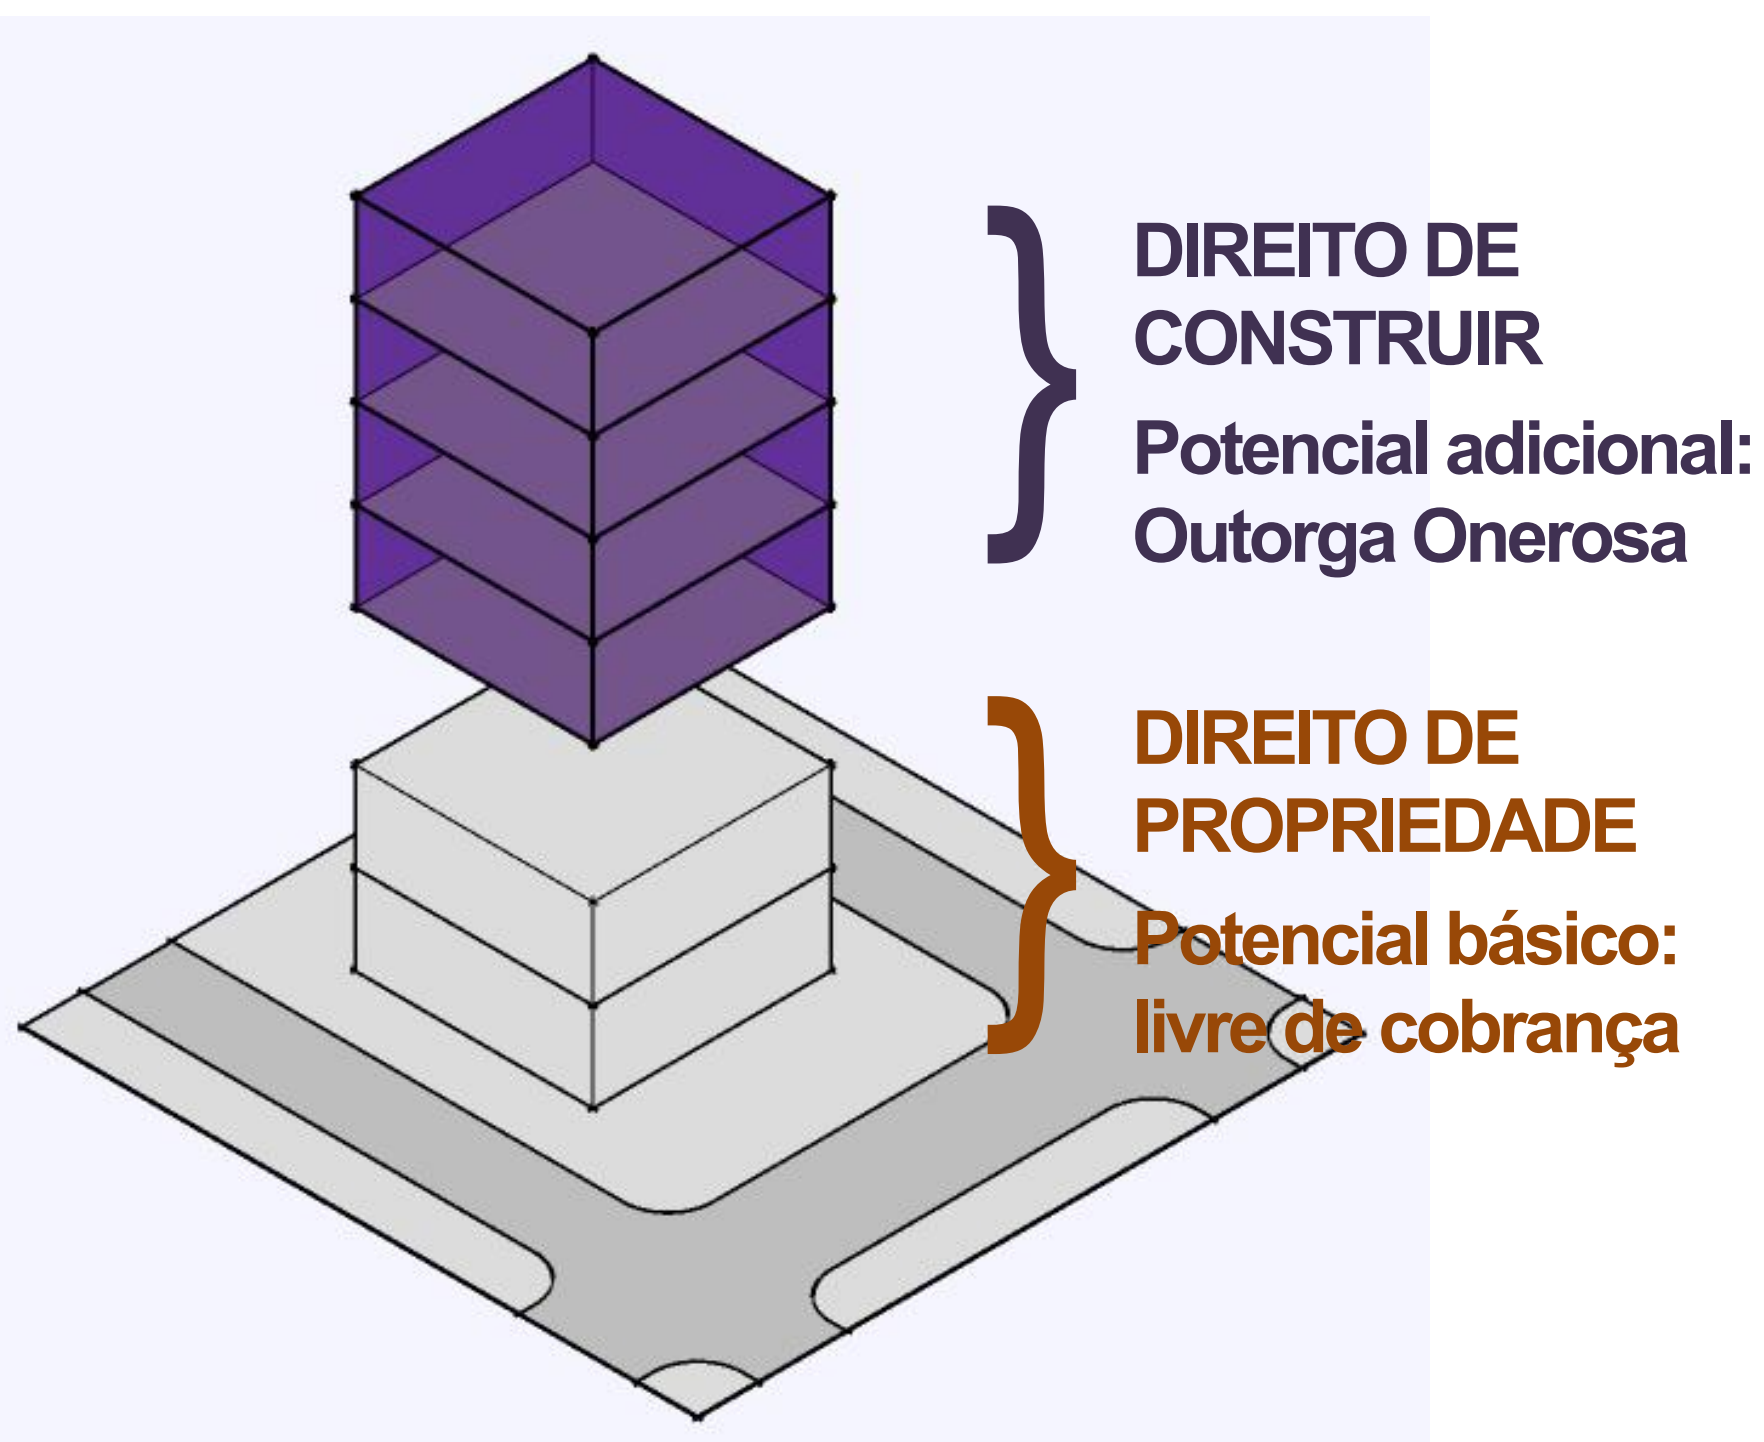 DIREITO DE
CONSTRUIR
Potencial adicional:
Outorga Onerosa
DIREITO DE
PROPRIEDADE
Potencial básico:
livre de cobrança